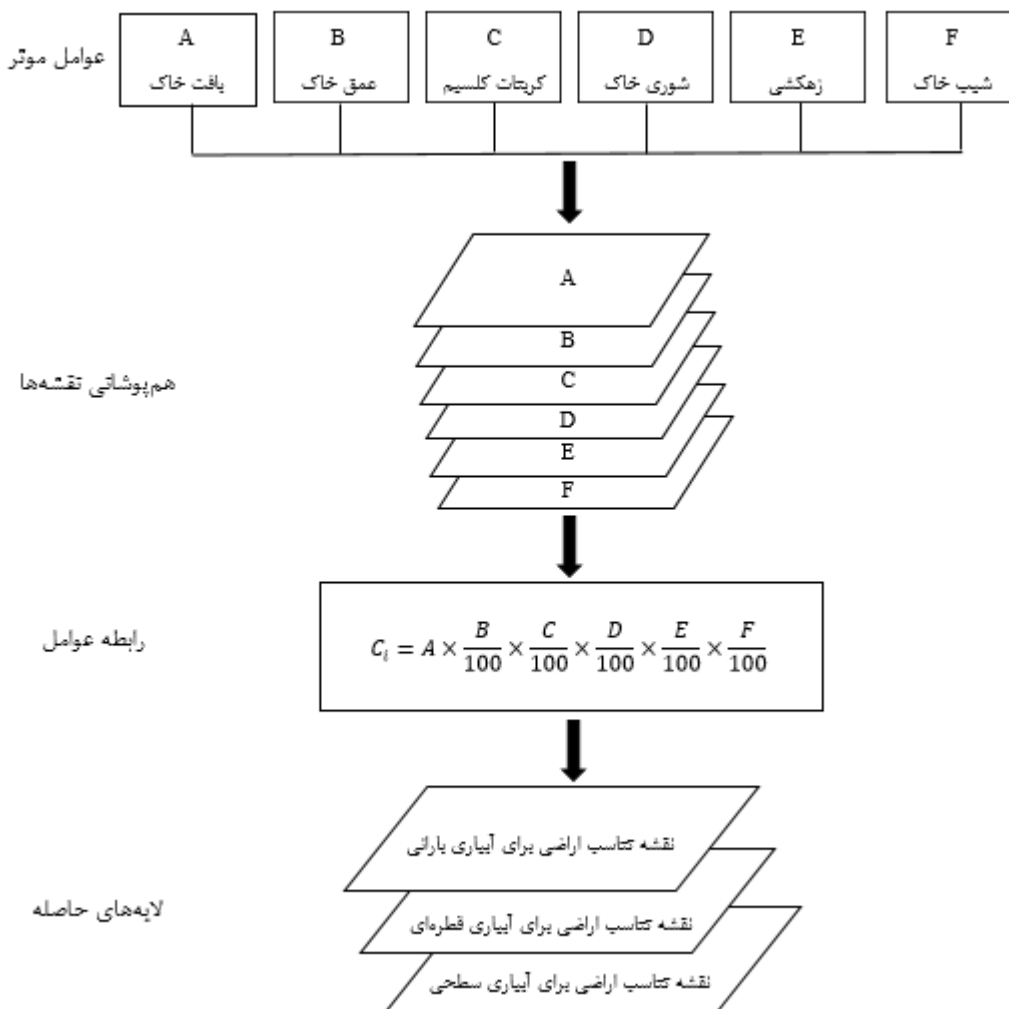 عوامل موثر
A
بافت خاک
B
عمق خاک
C
کربنات کلسیم
D
شوری خاک
E
زهکشی
F
شیب خاک
هم‌پوشانی نقشه‌ها
A
B
C
D
E
F
رابطه عوامل
C_i = A × B/100 × C/100 × D/100 × E/100 × F/100
لایه‌های حاصله
نقشه تناسب اراضی برای آبیاری بارانی
نقشه تناسب اراضی برای آبیاری قطره‌ای
نقشه تناسب اراضی برای آبیاری سطحی